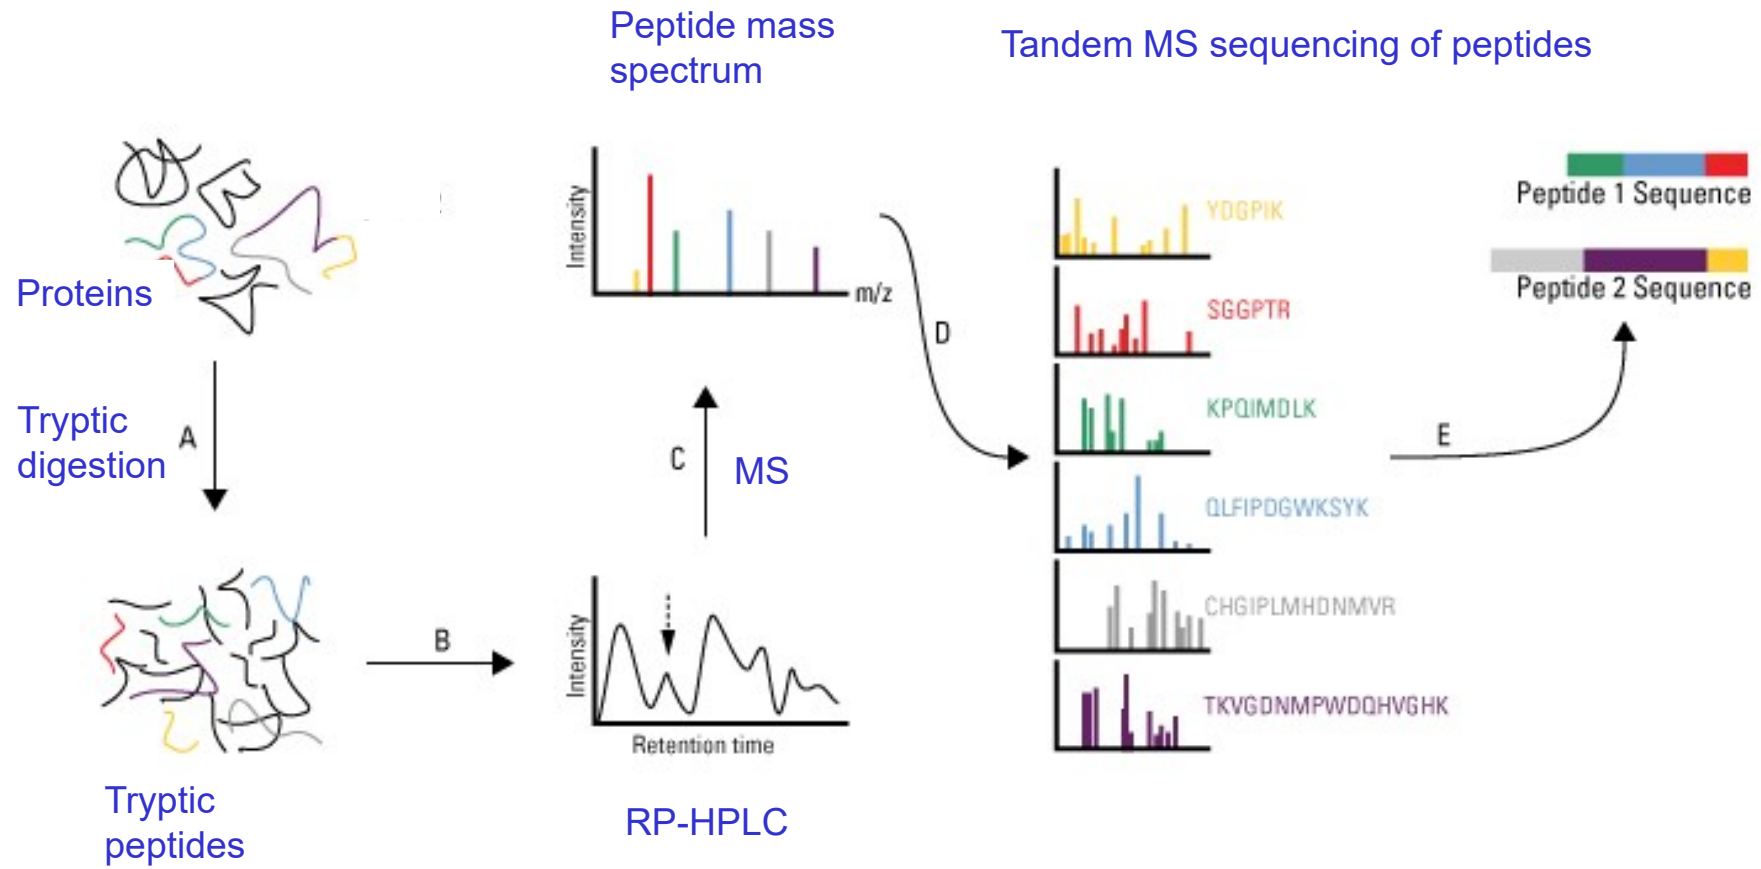 Peptide mass
spectrum
Tandem MS sequencing of peptides
Proteins
Tryptic
digestion
A
Tryptic
peptides
B
Intensity
Retention time
RP-HPLC
C
MS
Intensity
m/z
D
YDGPIK
SGGPTR
KPQIMDLK
QLFIPDGWKSYK
CHGIPLMHDNMVR
TKVGDNMPWDQHVGHK
E
Peptide 1 Sequence
Peptide 2 Sequence